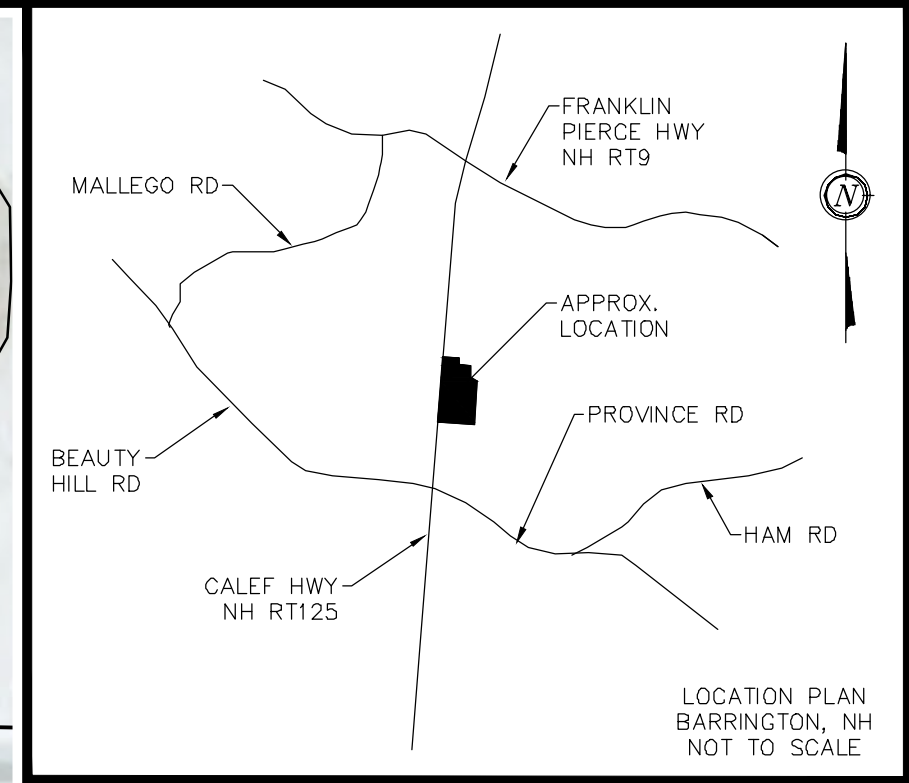 FRANKLIN
PIERCE HWY
NH RT9
MALLEGO RD
N
APPROX.
LOCATION
PROVINCE RD
BEAUTY
HILL RD
HAM RD
CALEF HWY
NH RT125
LOCATION PLAN
BARRINGTON, NH
NOT TO SCALE